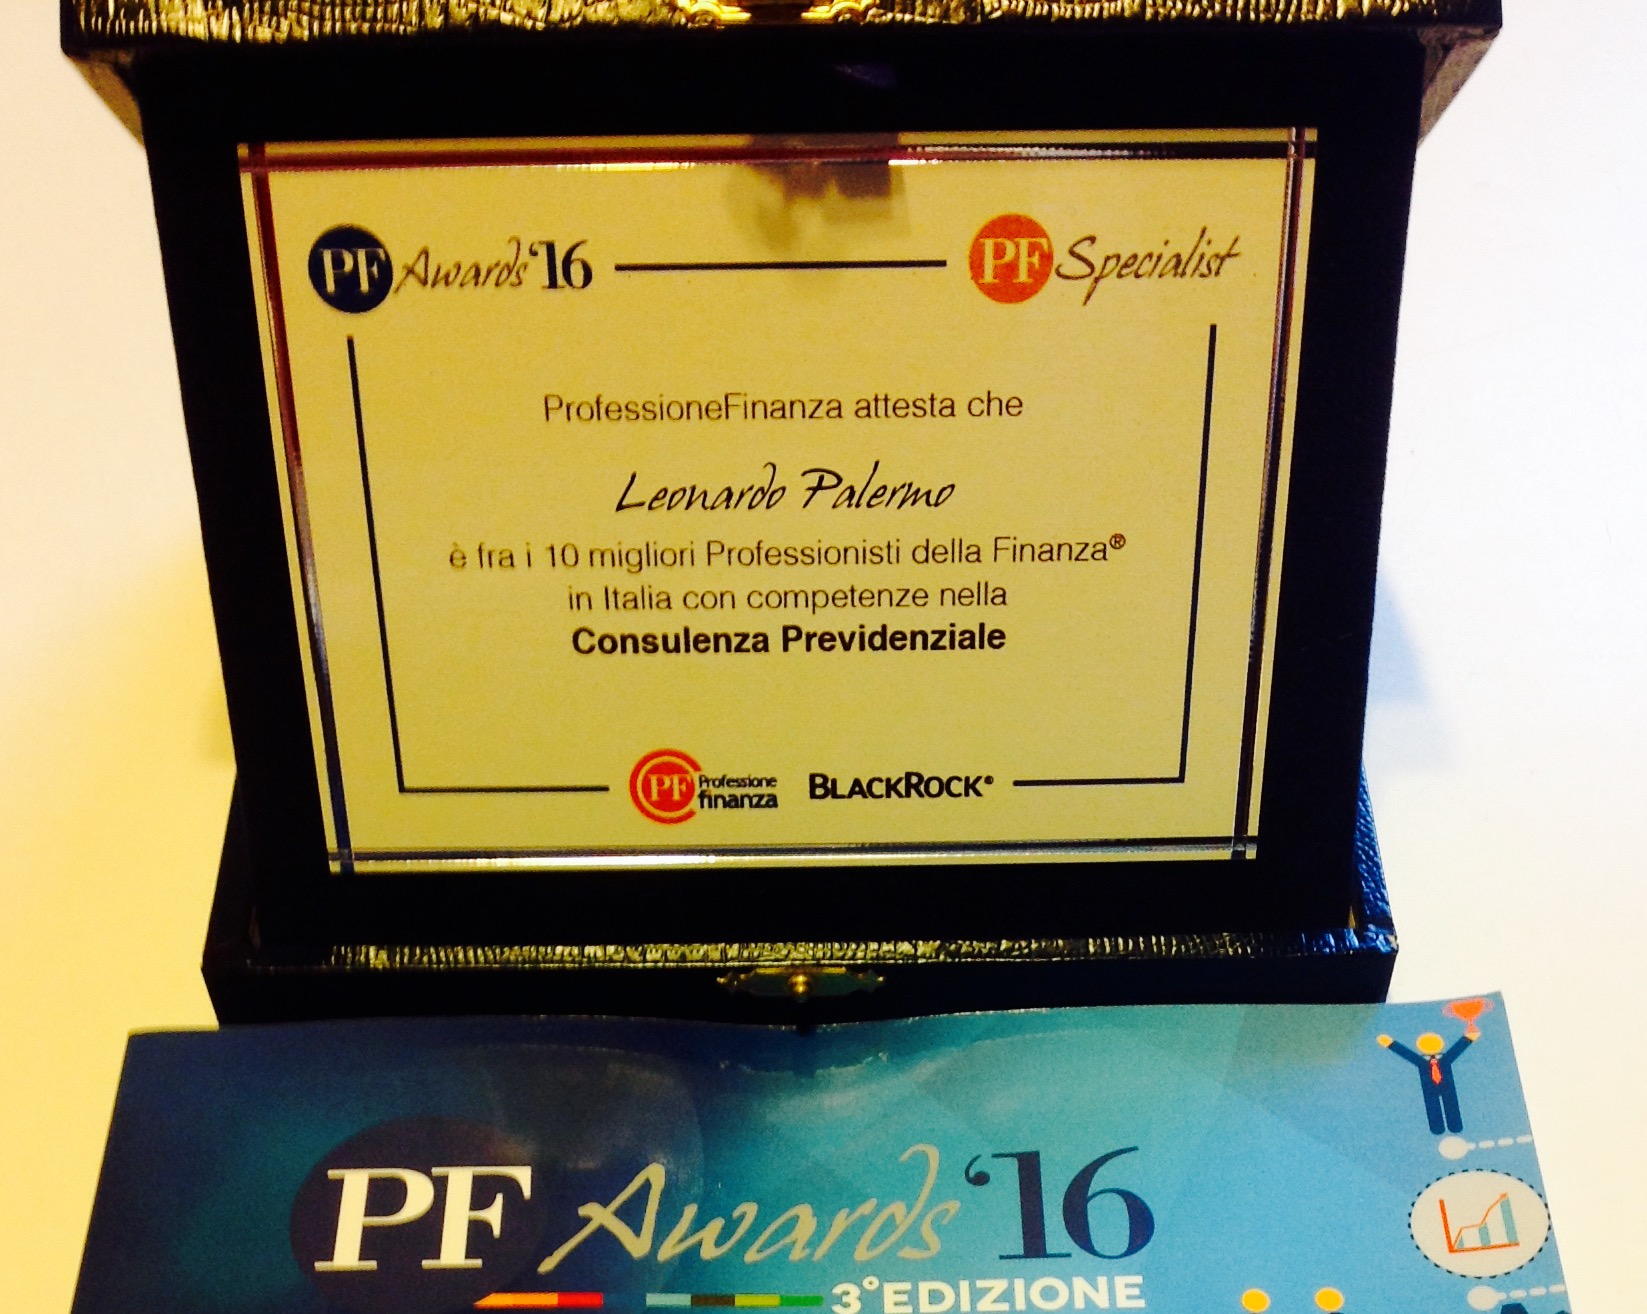 PF Awards '16
PF Specialist
ProfessioneFinanza attesta che
Leonardo Palermo
è fra i 10 migliori Professionisti della Finanza®
in Italia con competenze nella
Consulenza Previdenziale
PF Professione
finanza
BLACKROCK®
PF Awards '16
3°EDIZIONE